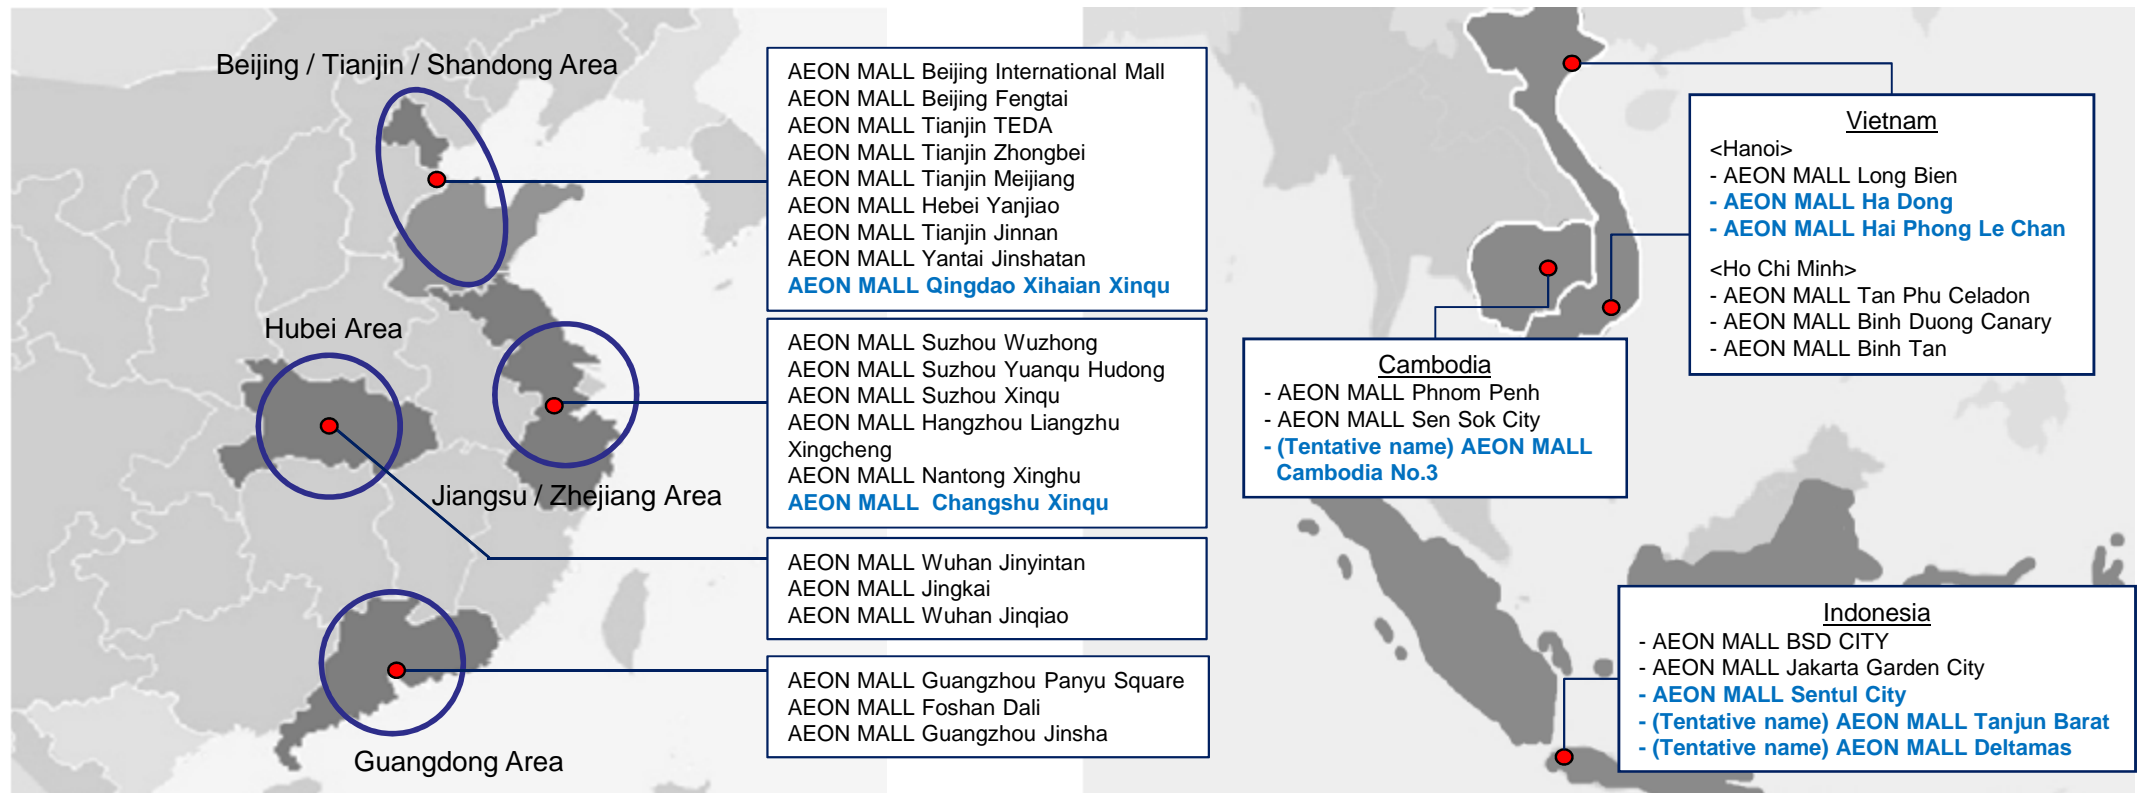 Beijing / Tianjin / Shandong Area
AEON MALL Beijing International Mall
AEON MALL Beijing Fengtai
AEON MALL Tianjin TEDA
AEON MALL Tianjin Zhongbei
AEON MALL Tianjin Meijiang
AEON MALL Hebei Yanjiao
AEON MALL Tianjin Jinnan
AEON MALL Yantai Jinshatan
AEON MALL Qingdao Xihaian Xinqu
Hubei Area
Jiangsu / Zhejiang Area
AEON MALL Suzhou Wuzhong
AEON MALL Suzhou Yuanqu Hudong
AEON MALL Suzhou Xinqu
AEON MALL Hangzhou Liangzhu
Xingcheng
AEON MALL Nantong Xinghu
AEON MALL  Changshu Xinqu
AEON MALL Wuhan Jinyintan
AEON MALL Jingkai
AEON MALL Wuhan Jinqiao
AEON MALL Guangzhou Panyu Square
AEON MALL Foshan Dali
AEON MALL Guangzhou Jinsha
Guangdong Area
Vietnam
<Hanoi>
- AEON MALL Long Bien
- AEON MALL Ha Dong
- AEON MALL Hai Phong Le Chan
<Ho Chi Minh>
- AEON MALL Tan Phu Celadon
- AEON MALL Binh Duong Canary
- AEON MALL Binh Tan
Cambodia
- AEON MALL Phnom Penh
- AEON MALL Sen Sok City
- (Tentative name) AEON MALL
Cambodia No.3
Indonesia
- AEON MALL BSD CITY
- AEON MALL Jakarta Garden City
- AEON MALL Sentul City
- (Tentative name) AEON MALL Tanjun Barat
- (Tentative name) AEON MALL Deltamas